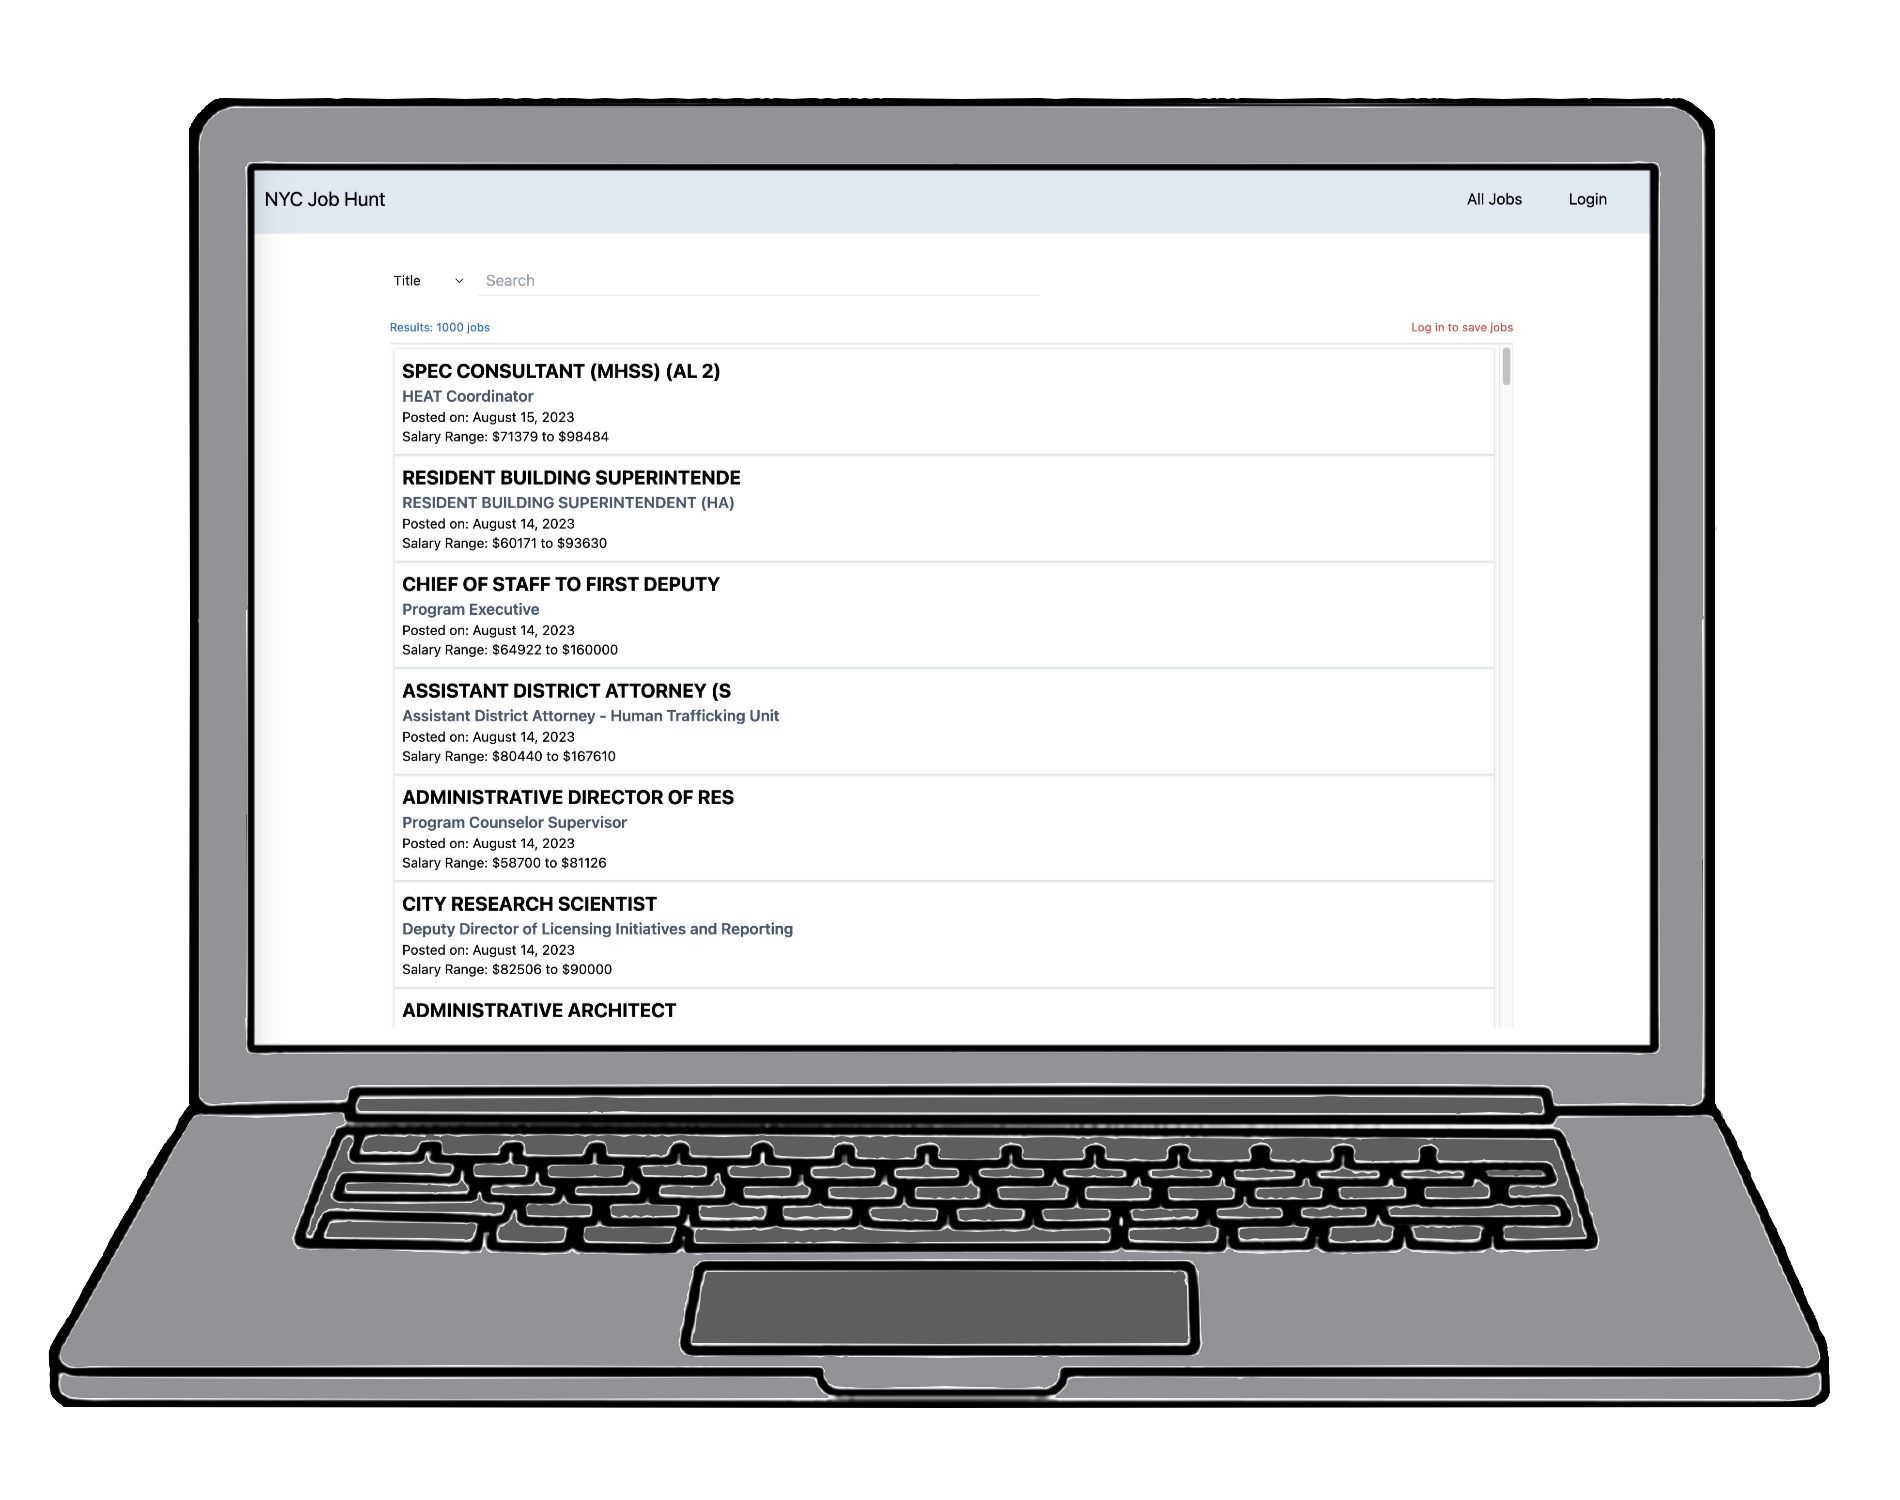 NYC Job Hunt
All Jobs
Login
Title
Search
Results: 1000 jobs
Log in to save jobs
SPEC CONSULTANT (MHSS) (AL 2)
HEAT Coordinator
Posted on: August 15, 2023
Salary Range: $71379 to $98484
RESIDENT BUILDING SUPERINTENDE
RESIDENT BUILDING SUPERINTENDENT (HA)
Posted on: August 14, 2023
Salary Range: $60171 to $93630
CHIEF OF STAFF TO FIRST DEPUTY
Program Executive
Posted on: August 14, 2023
Salary Range: $64922 to $160000
ASSISTANT DISTRICT ATTORNEY (S
Assistant District Attorney - Human Trafficking Unit
Posted on: August 14, 2023
Salary Range: $80440 to $167610
ADMINISTRATIVE DIRECTOR OF RES
Program Counselor Supervisor
Posted on: August 14, 2023
Salary Range: $58700 to $81126
CITY RESEARCH SCIENTIST
Deputy Director of Licensing Initiatives and Reporting
Posted on: August 14, 2023
Salary Range: $82506 to $90000
ADMINISTRATIVE ARCHITECT